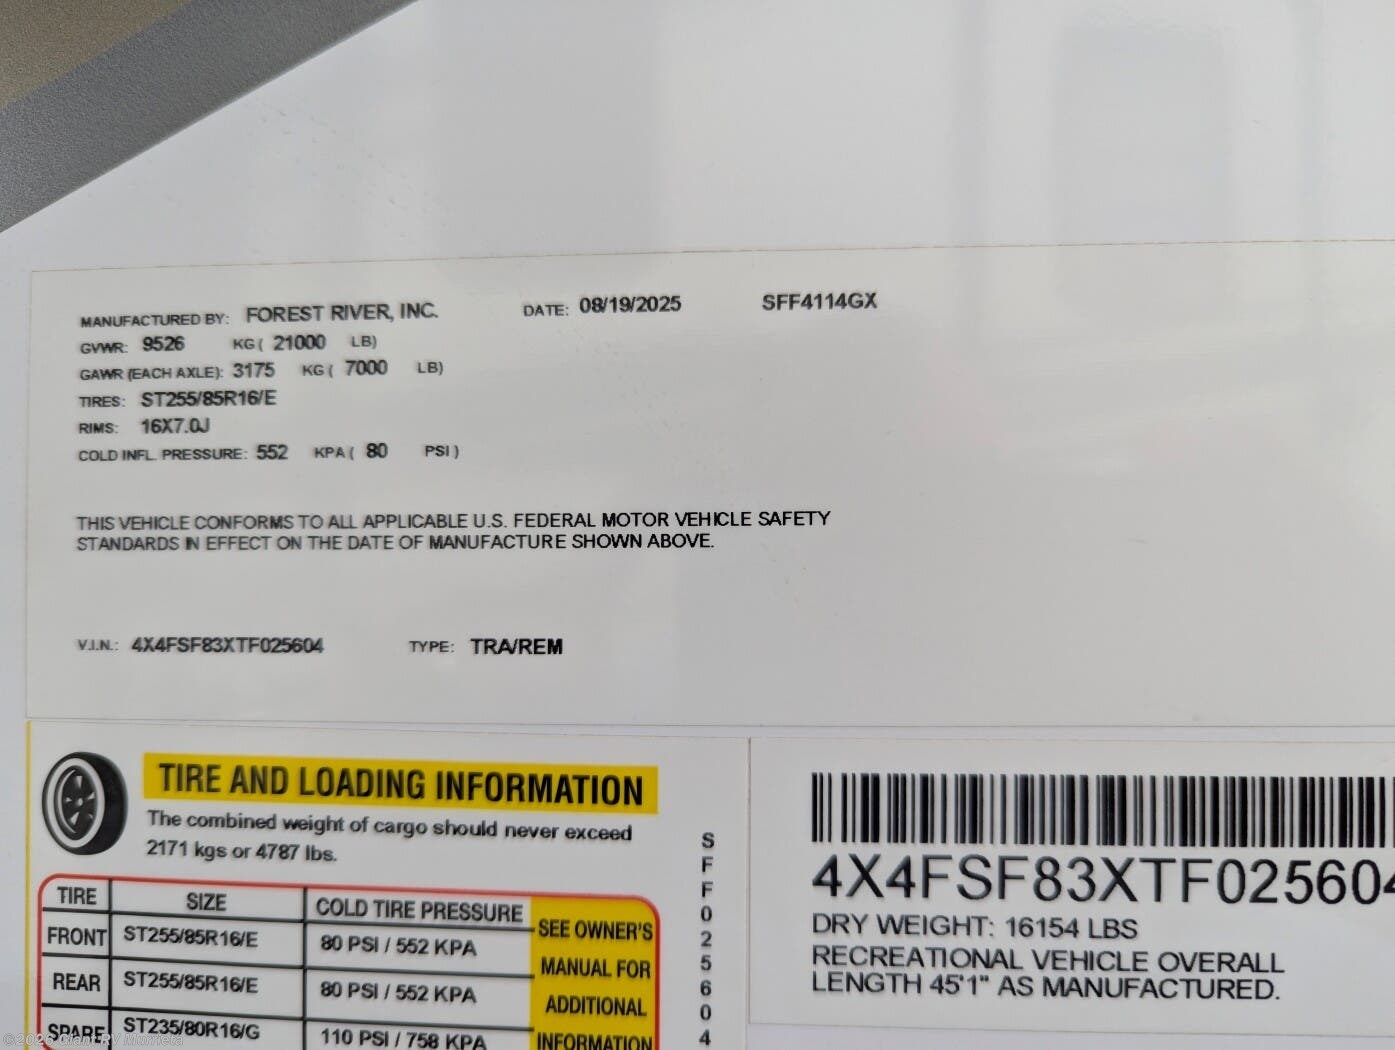 MANUFACTURED BY: FOREST RIVER, INC. DATE: 08/19/2025 SFF4114GX
GVWR: 9526 KG ( 21000 LB)
GAWR (EACH AXLE): 3175 KG ( 7000 LB)
TIRES: ST255/85R16/E
RIMS: 16X7.0J
COLD INFL. PRESSURE: 552 KPA ( 80 PSI )
THIS VEHICLE CONFORMS TO ALL APPLICABLE U.S. FEDERAL MOTOR VEHICLE SAFETY
STANDARDS IN EFFECT ON THE DATE OF MANUFACTURE SHOWN ABOVE.
V.I.N.: 4X4FSF83XTF025604 TYPE: TRA/REM
TIRE AND LOADING INFORMATION
The combined weight of cargo should never exceed
2171 kgs or 4787 lbs.
TIRE SIZE COLD TIRE PRESSURE
FRONT ST255/85R16/E 80 PSI / 552 KPA
REAR ST255/85R16/E 80 PSI / 552 KPA
SPARE ST235/80R16/G 110 PSI / 758 KPA
SEE OWNER'S
MANUAL FOR
ADDITIONAL
INFORMATION
SFF025604
4X4FSF83XTF025604
DRY WEIGHT: 16154 LBS
RECREATIONAL VEHICLE OVERALL
LENGTH 45'1" AS MANUFACTURED.
©2026 Giant RV Murrieta